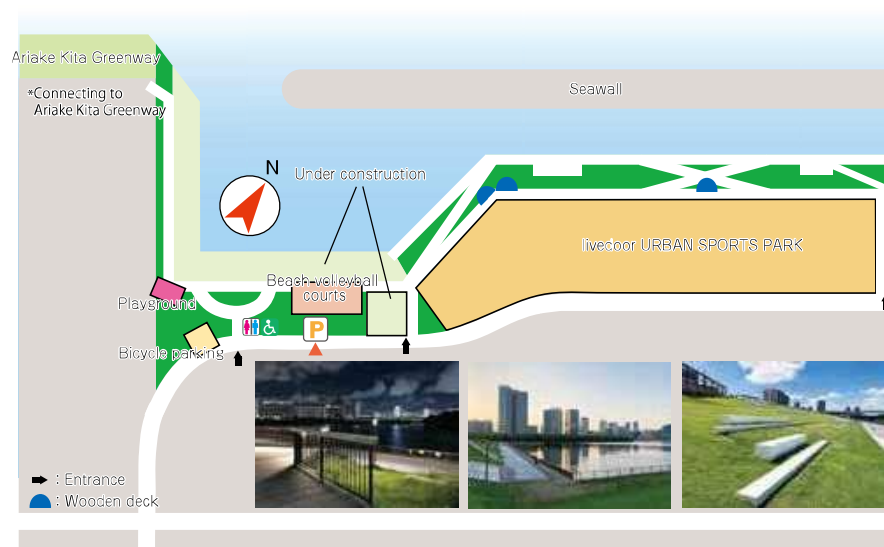 Ariake Kita Greenway
*Connecting to
Ariake Kita Greenway
Seawall
N
Under construction
livedoor URBAN SPORTS PARK
Beach volleyball
courts
Playground
P
Bicycle parking
: Entrance
: Wooden deck